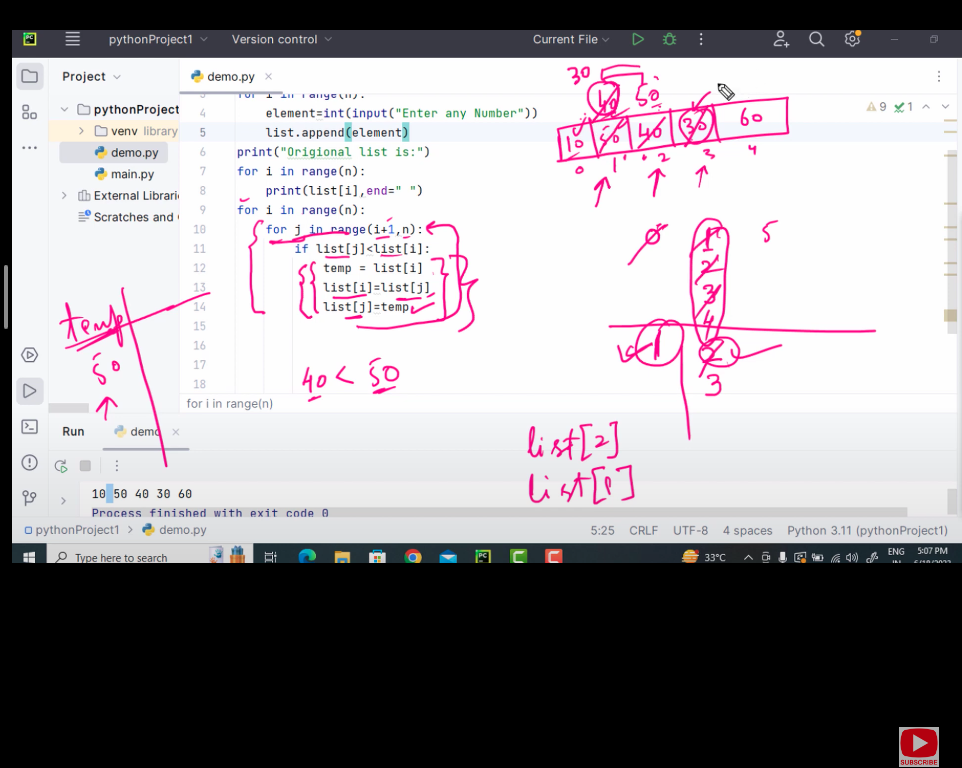 pythonProject1 Version control Current File
Project demo.py
pythonProject
venv library
demo.py
main.py
External Librari
Scratches and
3 for i in range(n):
4 element=int(input("Enter any Number"))
5 list.append(element)
6 print("Origional list is:")
7 for i in range(n):
8 print(list[i],end=" ")
9 for i in range(n):
10 for j in range(i+1,n):
11 if list[j]<list[i]:
12 temp = list[i]
13 list[i]=list[j]
14 list[j]=temp
15
16
17
18
for i in range(n)
9 1
30
40 50
10 50 40 30 60
0 1 2 3 4
0 1 5
2
3
4
1 2
3
temp
50
40 < 50
list[2]
list[1]
Run demo
10 50 40 30 60
Process finished with exit code 0
pythonProject1 demo.py 5:25 CRLF UTF-8 4 spaces Python 3.11 (pythonProject1)
Type here to search 33°C ENG 5:07 PM
SUBSCRIBE